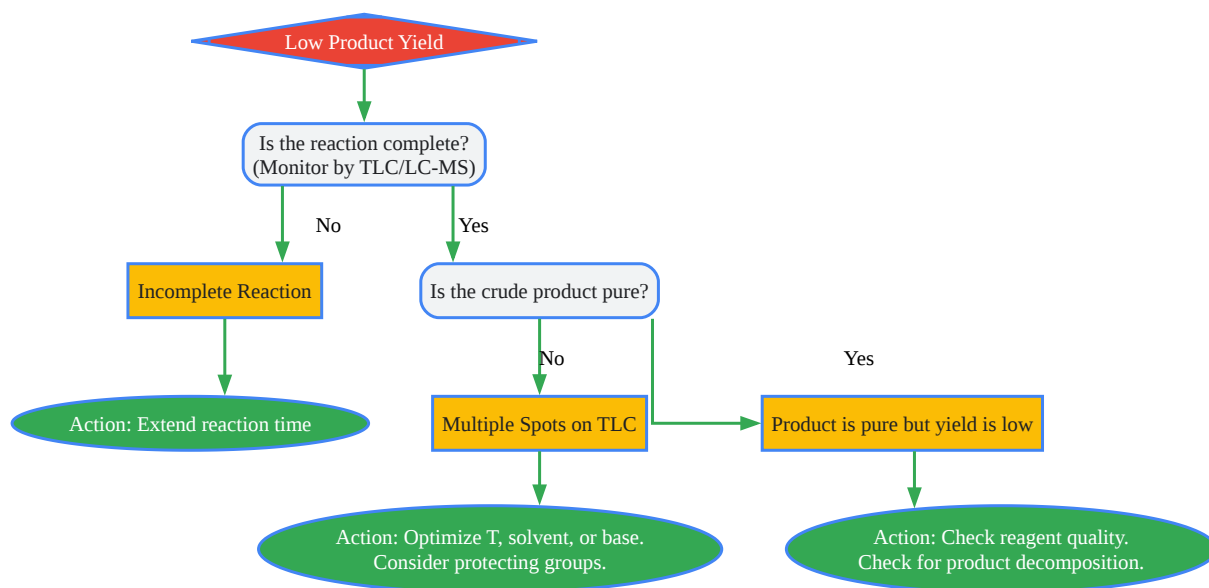 Low Product Yield
Is the reaction complete?
(Monitor by TLC/LC-MS)
No
Yes
Incomplete Reaction
Is the crude product pure?
No
Yes
Action: Extend reaction time
Multiple Spots on TLC
Product is pure but yield is low
Action: Optimize T, solvent, or base.
Consider protecting groups.
Action: Check reagent quality.
Check for product decomposition.